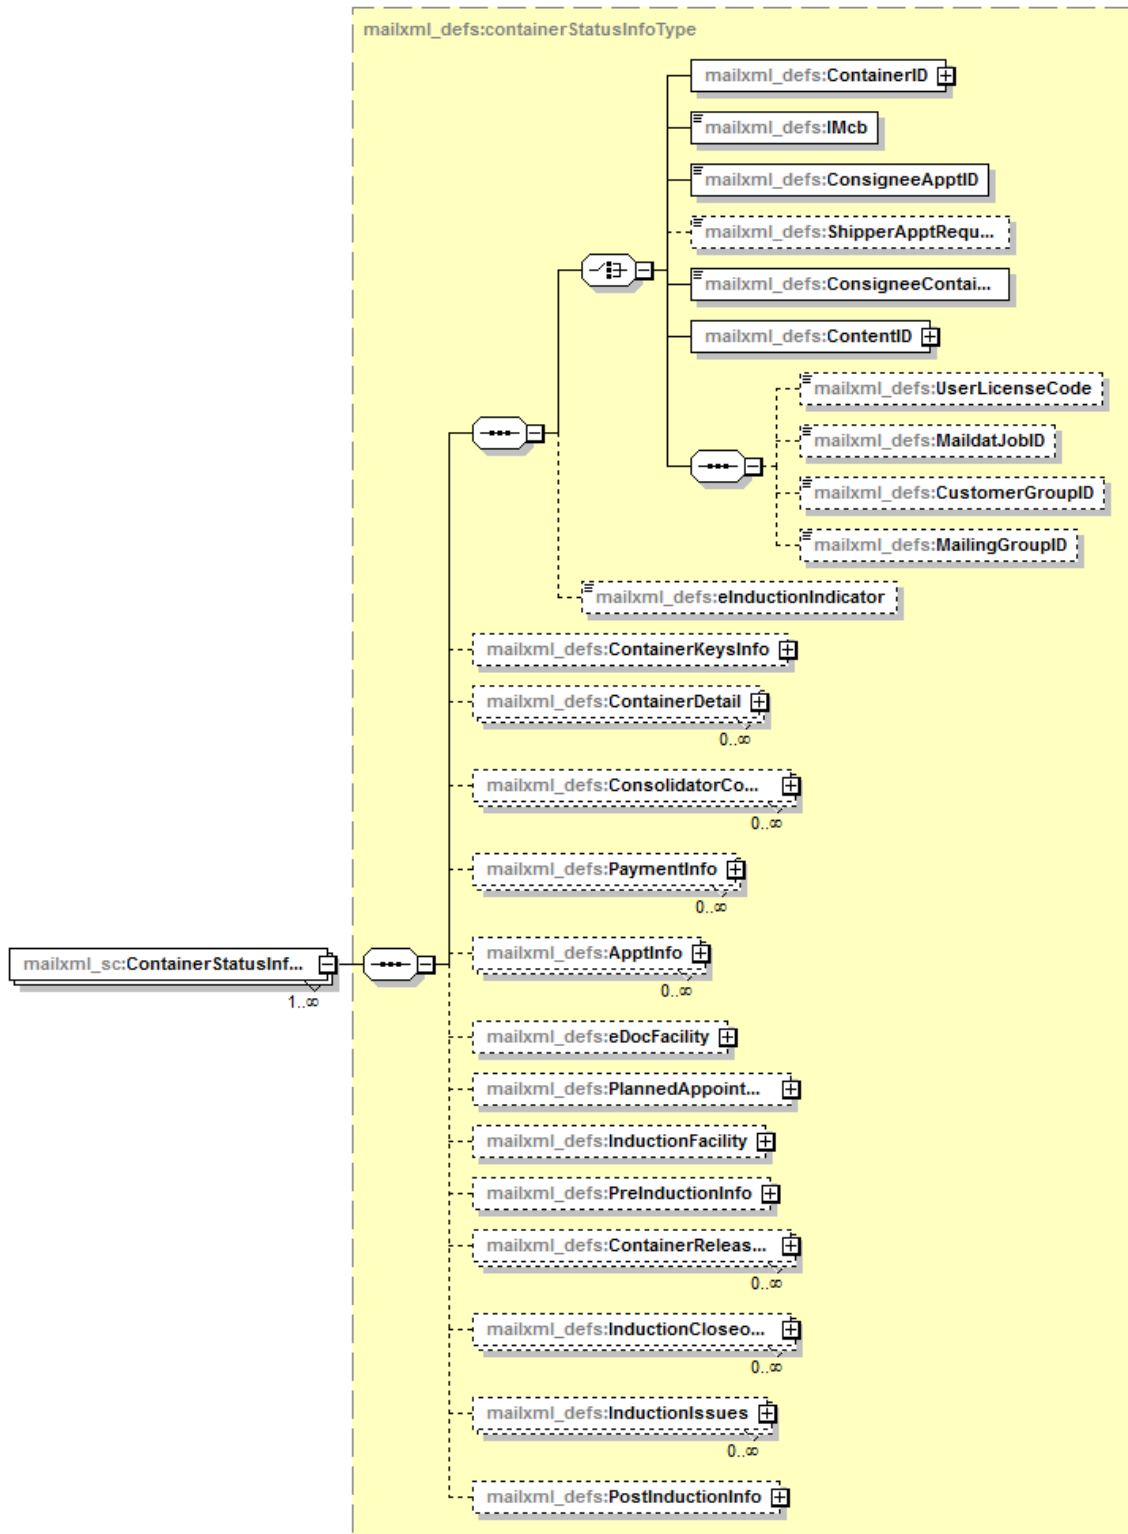 mailxml_defs:containerStatusInfoType
mailxml_defs:ContainerID
mailxml_defs:IMcb
mailxml_defs:ConsigneeApptID
mailxml_defs:ShipperApptRequ...
mailxml_defs:ConsigneeContai...
mailxml_defs:ContentID
mailxml_defs:UserLicenseCode
mailxml_defs:MaildatJobID
mailxml_defs:CustomerGroupID
mailxml_defs:MailingGroupID
mailxml_defs:eInductionIndicator
mailxml_defs:ContainerKeysInfo
mailxml_defs:ContainerDetail
0..∞
mailxml_defs:ConsolidatorCo...
0..∞
mailxml_defs:PaymentInfo
0..∞
mailxml_sc:ContainerStatusInf...
1..∞
mailxml_defs:ApptInfo
0..∞
mailxml_defs:eDocFacility
mailxml_defs:PlannedAppoint...
mailxml_defs:InductionFacility
mailxml_defs:PreInductionInfo
mailxml_defs:ContainerReleas...
0..∞
mailxml_defs:InductionCloseo...
0..∞
mailxml_defs:InductionIssues
0..∞
mailxml_defs:PostInductionInfo